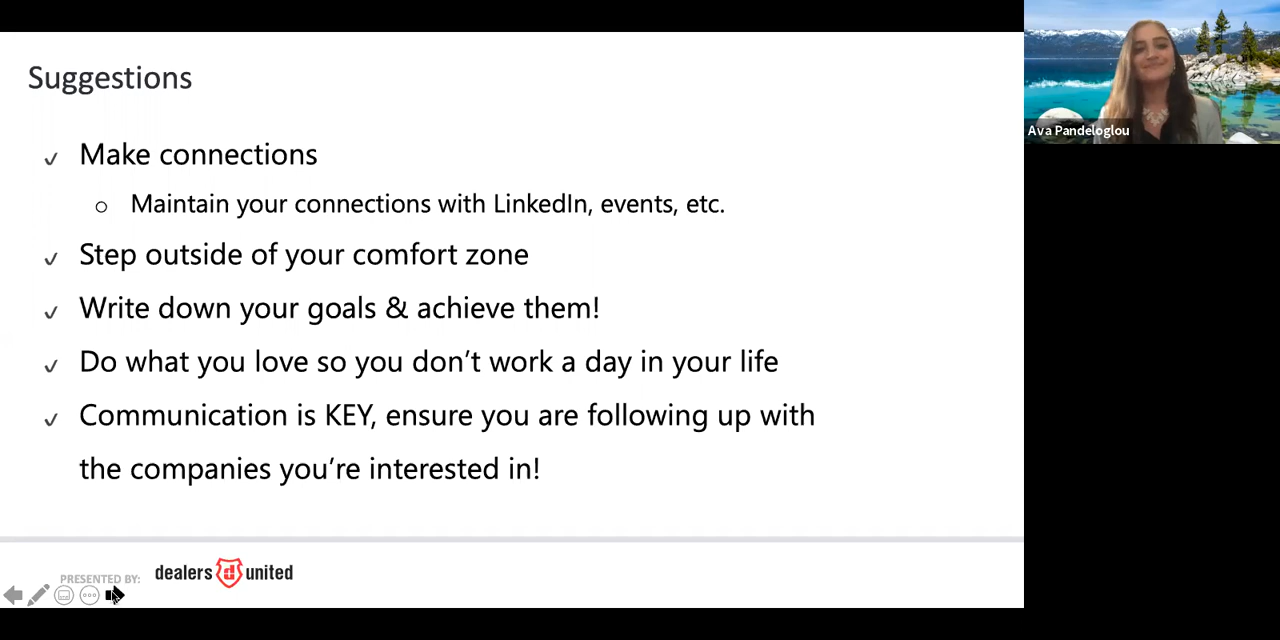 Suggestions
Make connections
Maintain your connections with LinkedIn, events, etc.
Step outside of your comfort zone
Write down your goals & achieve them!
Do what you love so you don’t work a day in your life
Communication is KEY, ensure you are following up with
the companies you’re interested in!
PRESENTED BY: dealers d united
Ava Pandeloglou